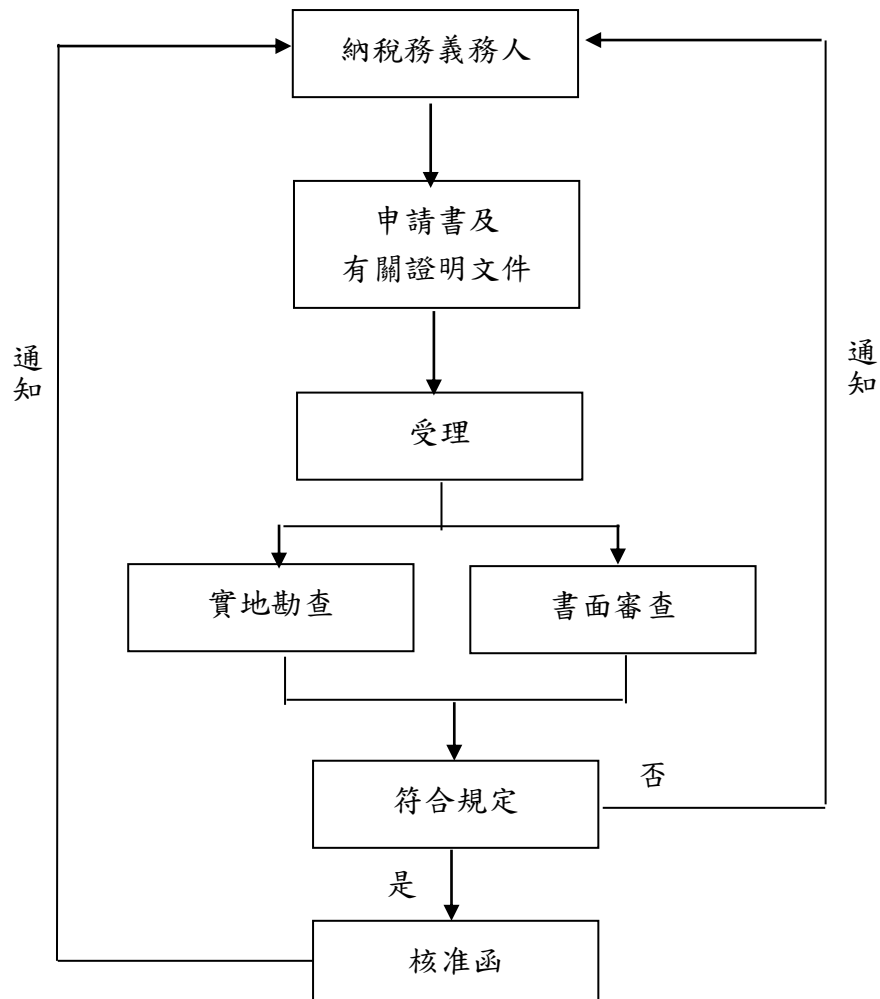 納稅務義務人
申請書及
有關證明文件
通知
通知
受理
實地勘查
書面審查
符合規定
否
是
核准函